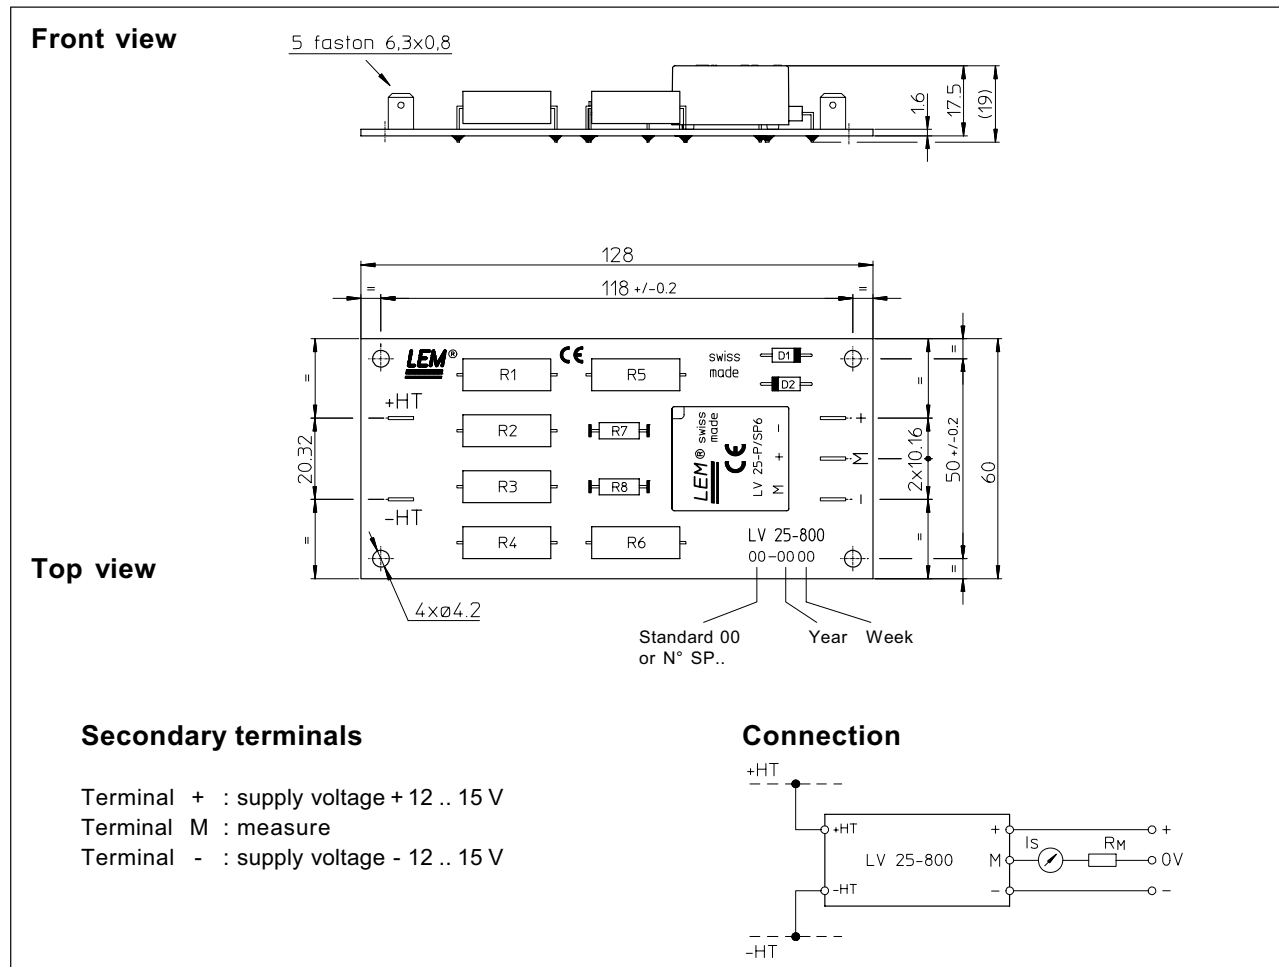 Front view
5 faston 6,3x0,8
1.6
17.5
(19)
128
=
118 +/-0.2
=
LEM®
CE
swiss
made
D1
D2
R1
R5
=
+HT
R2
R7
LEM® swiss
made
CE
LV 25-P/SP6
M + -
=
+
M
-
20.32
2x10.16
50 +/-0.2
60
=
=
R3
R8
-HT
R4
R6
=
=
LV 25-800
00-00 00
Top view
4xø4.2
Standard 00
or N° SP..
Year
Week
Secondary terminals
Terminal + : supply voltage + 12 .. 15 V
Terminal M : measure
Terminal - : supply voltage - 12 .. 15 V
Connection
+HT
+HT
+
+
LV 25-800
M
Is
RM
0V
-HT
-
-
-HT